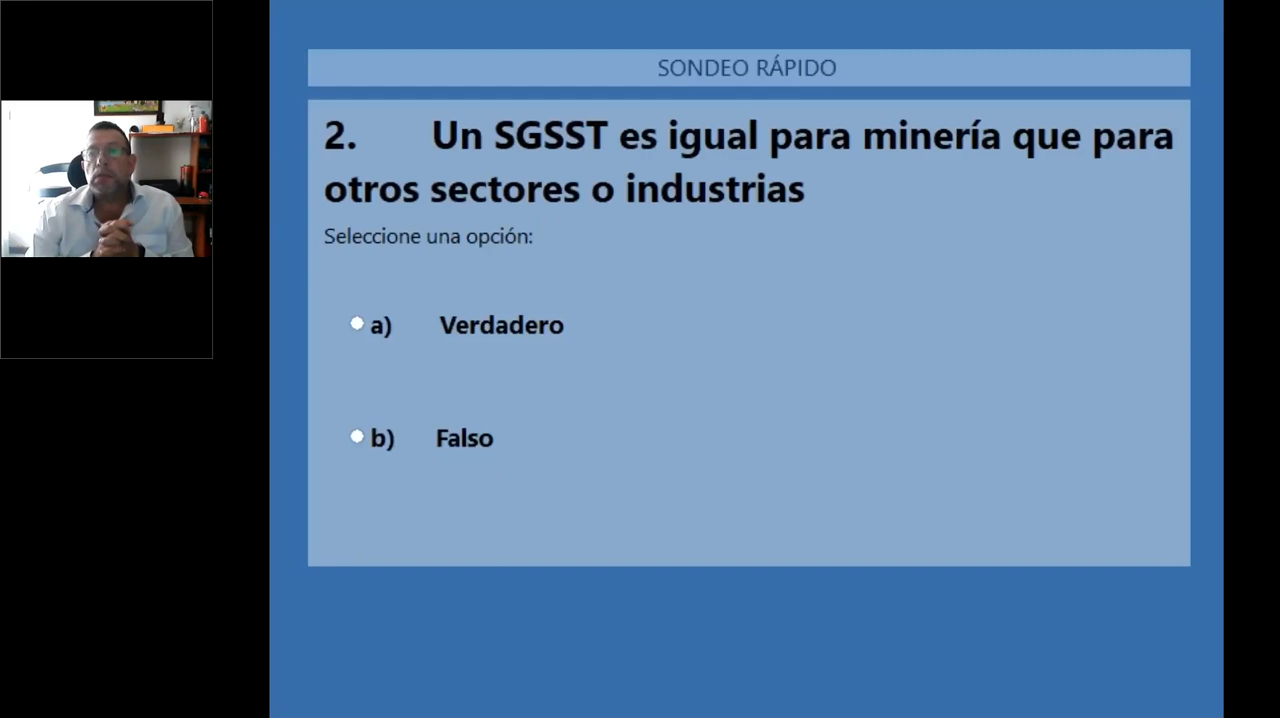 SONDEO RÁPIDO
2. Un SGSST es igual para minería que para
otros sectores o industrias
Seleccione una opción:
a) Verdadero
b) Falso